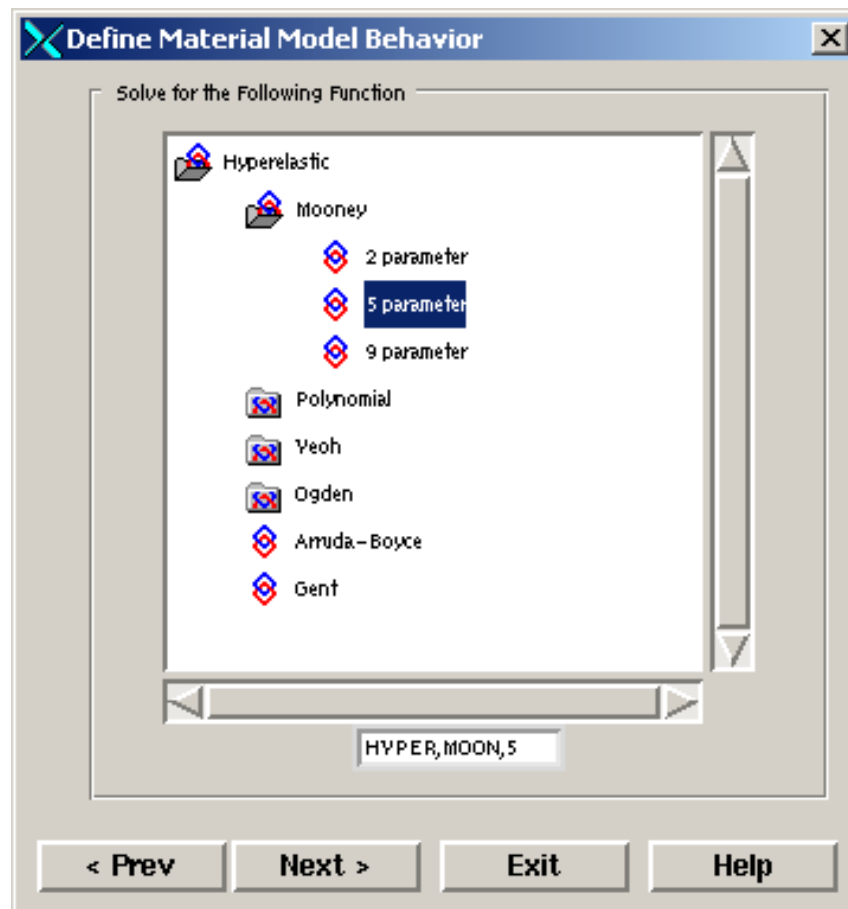 Define Material Model Behavior
Solve for the Following Function
Hyperelastic
Mooney
2 parameter
5 parameter
9 parameter
Polynomial
Yeoh
Ogden
Arruda-Boyce
Gent
HYPER,MOON,5
< Prev Next > Exit Help